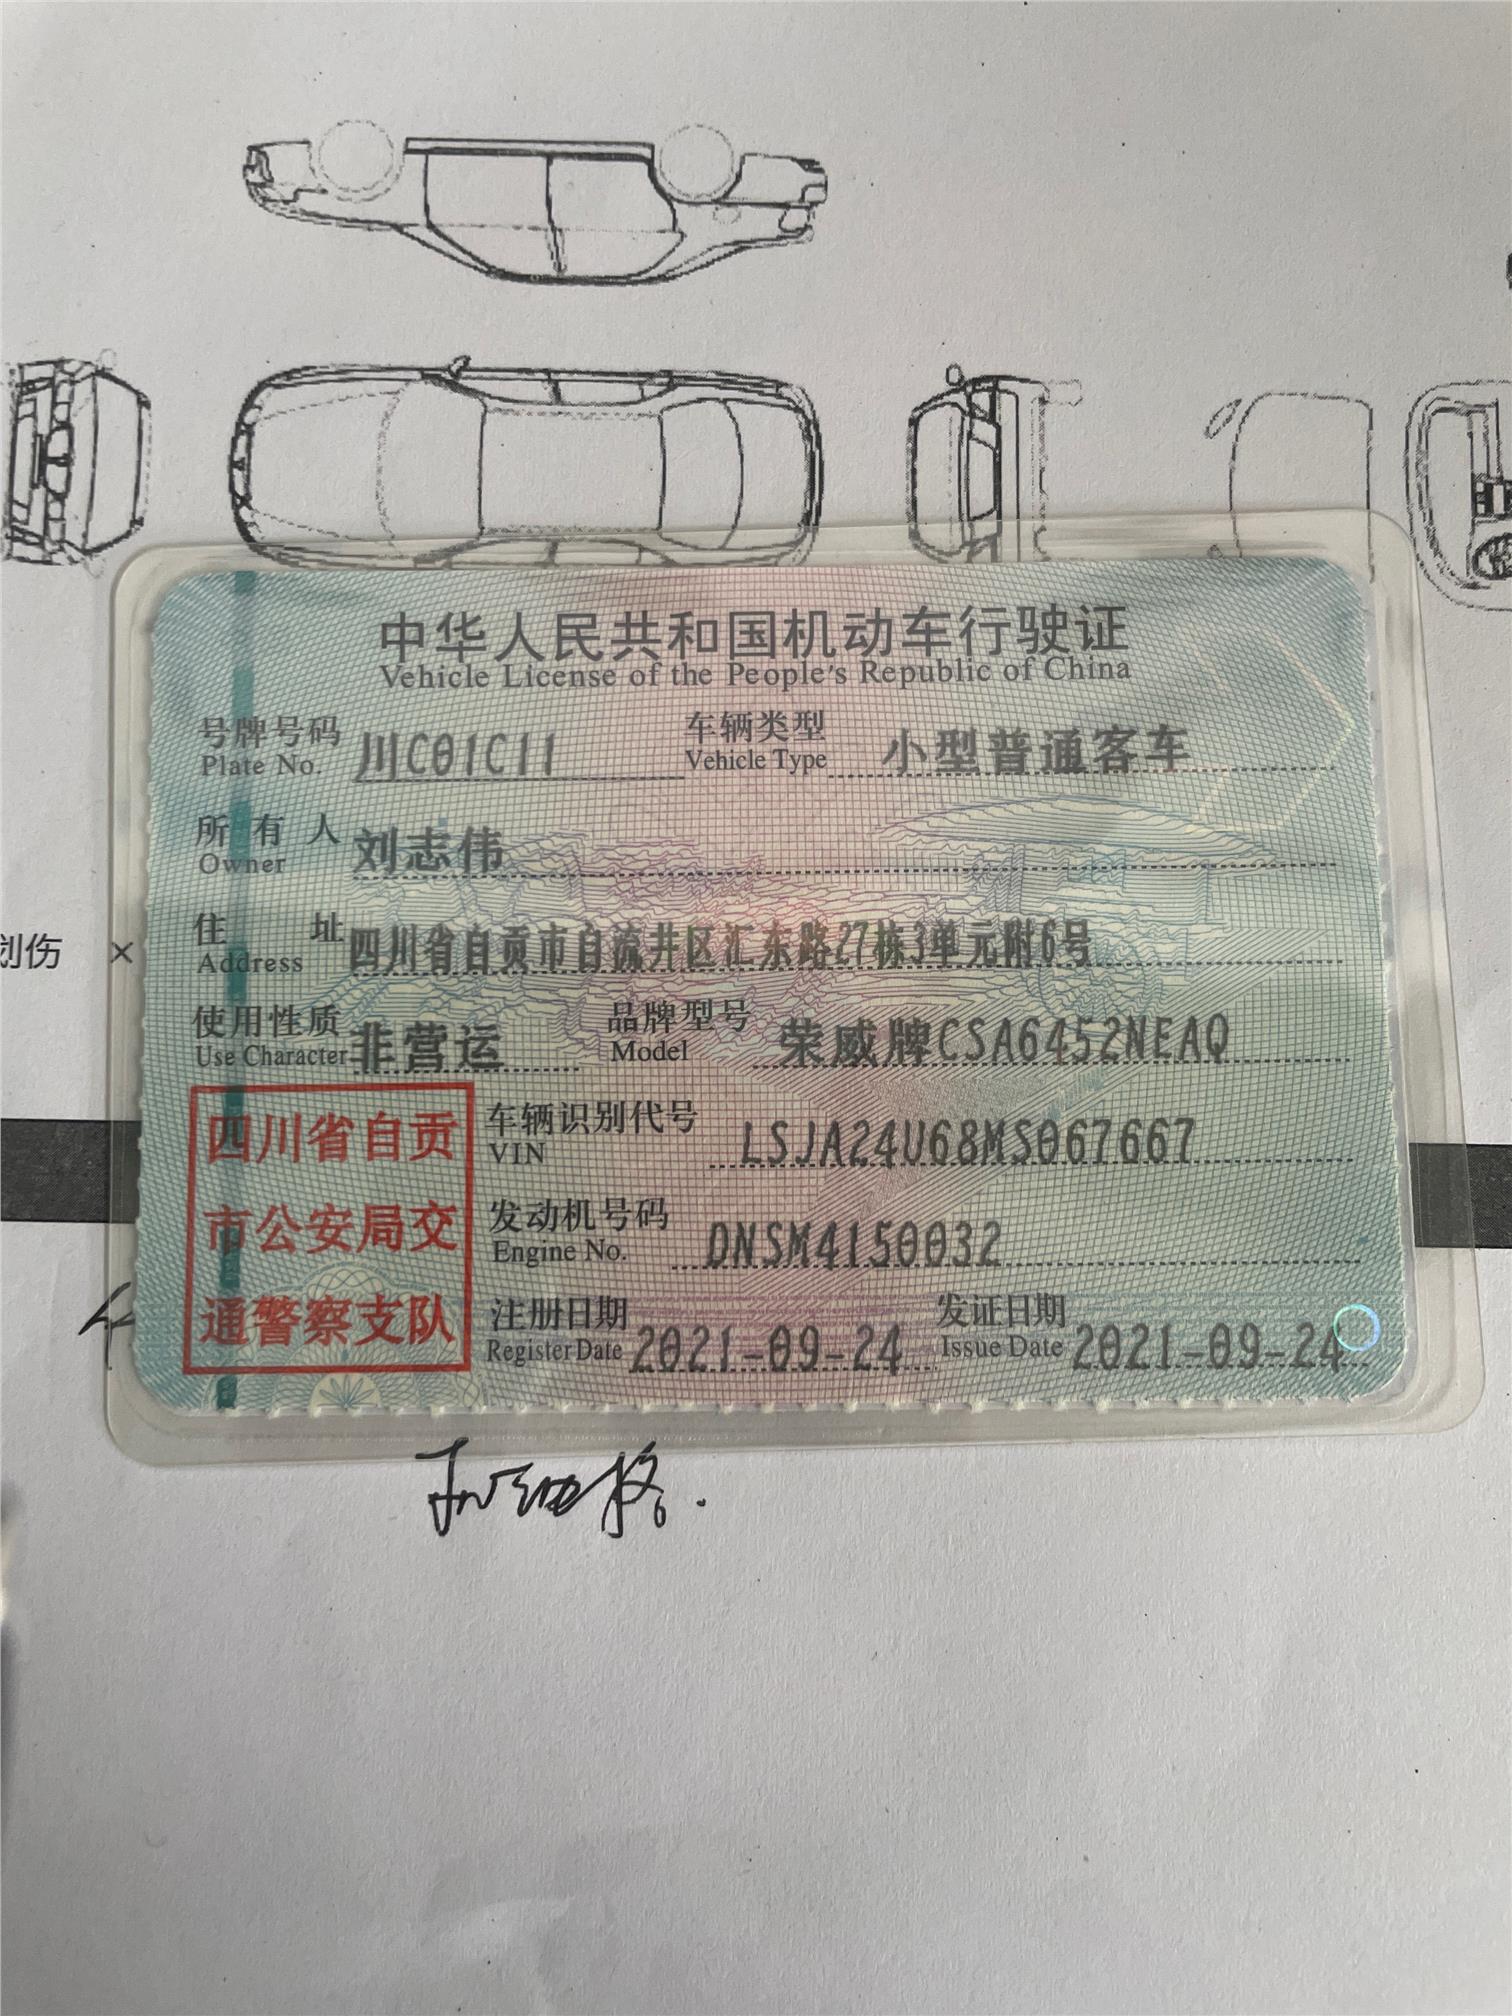 中华人民共和国机动车行驶证
Vehicle License of the People's Republic of China
号牌号码 川C01C11 车辆类型 小型普通客车
Plate No. Vehicle Type
所有人 刘志伟
Owner
住址 四川省自贡市自流井区汇东路27栋3单元附6号
Address
使用性质 非营运 品牌型号 荣威牌CSA6452NEAQ
Use Character Model
四川省自贡
市公安局交
通警察支队
车辆识别代号 LSJA24U68MS067667
VIN
发动机号码 DNSM4150032
Engine No.
注册日期 2021-09-24 发证日期 2021-09-24
Register Date Issue Date
划伤 ×